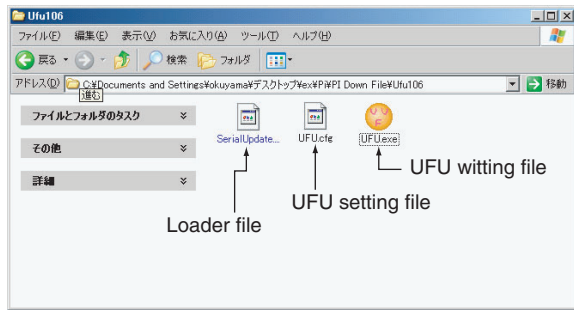 Ufu106
ファイル(F) 編集(E) 表示(V) お気に入り(A) ツール(T) ヘルプ(H)
戻る 検索 フォルダ
アドレス(D) C:¥Documents and Settings¥okuyama¥デスクトップ¥ex¥Pi¥PI Down File¥Ufu106 移動
進む
ファイルとフォルダのタスク
その他
詳細
SerialUpdate... UFU.cfg UFU.exe
UFU witting file
UFU setting file
Loader file